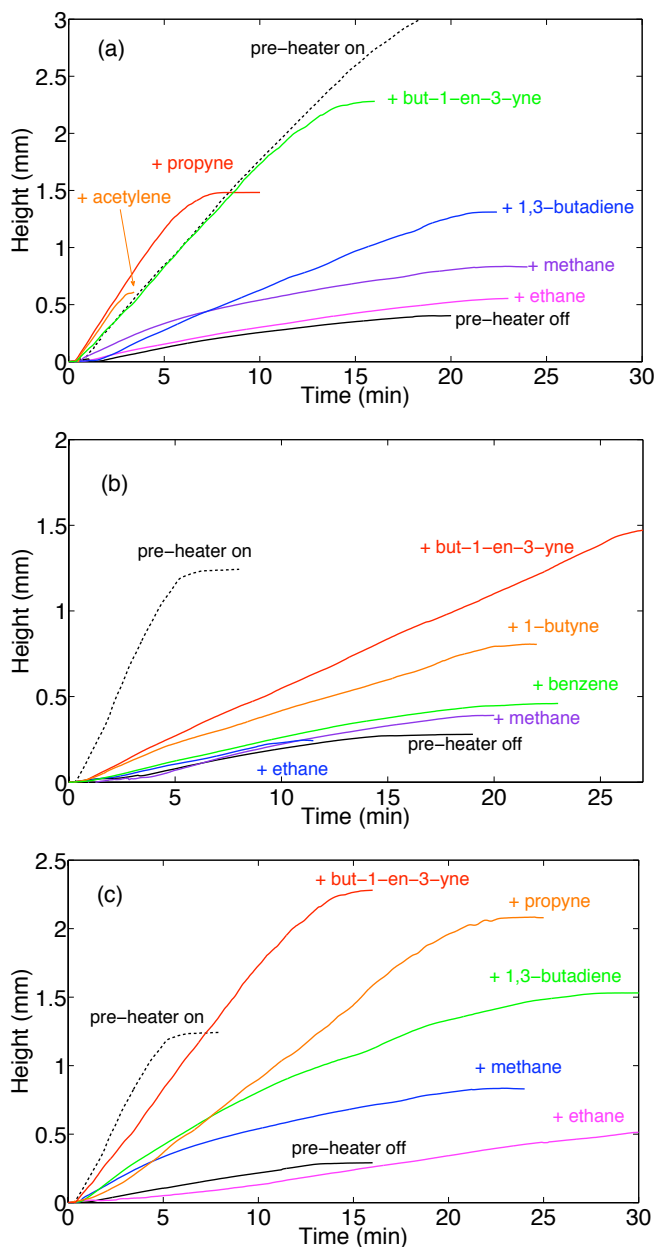 3
(a)
pre-heater on
2.5
+ but-1-en-3-yne
2
+ propyne
1.5
+ acetylene
+ 1,3-butadiene
1
+ methane
0.5
+ ethane
pre-heater off
0
0 5 10 15 20 25 30
Height (mm)
Time (min)
2
(b)
1.5
pre-heater on
+ but-1-en-3-yne
1
+ 1-butyne
0.5
+ benzene
+ methane
pre-heater off
+ ethane
0
0 5 10 15 20 25
Height (mm)
Time (min)
2.5
(c)
+ but-1-en-3-yne
+ propyne
2
+ 1,3-butadiene
1.5
pre-heater on
1
+ methane
0.5
pre-heater off
+ ethane
0
0 5 10 15 20 25 30
Height (mm)
Time (min)